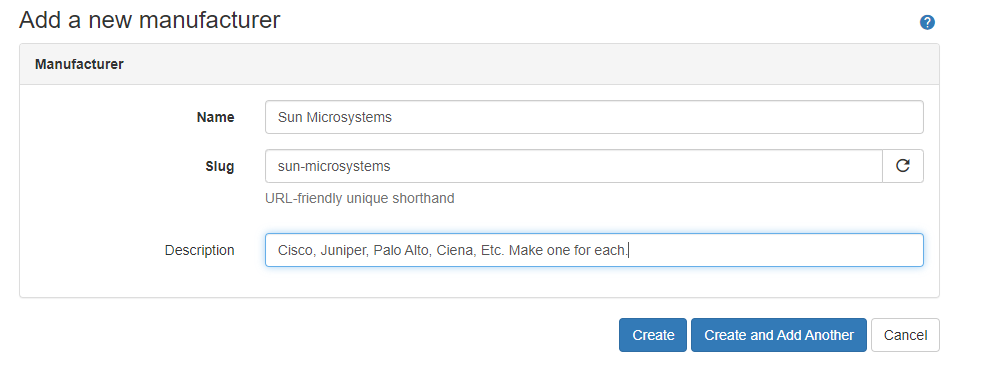 Add a new manufacturer
?
Manufacturer
Name Sun Microsystems
Slug sun-microsystems
URL-friendly unique shorthand
Description Cisco, Juniper, Palo Alto, Ciena, Etc. Make one for each.
Create Create and Add Another Cancel